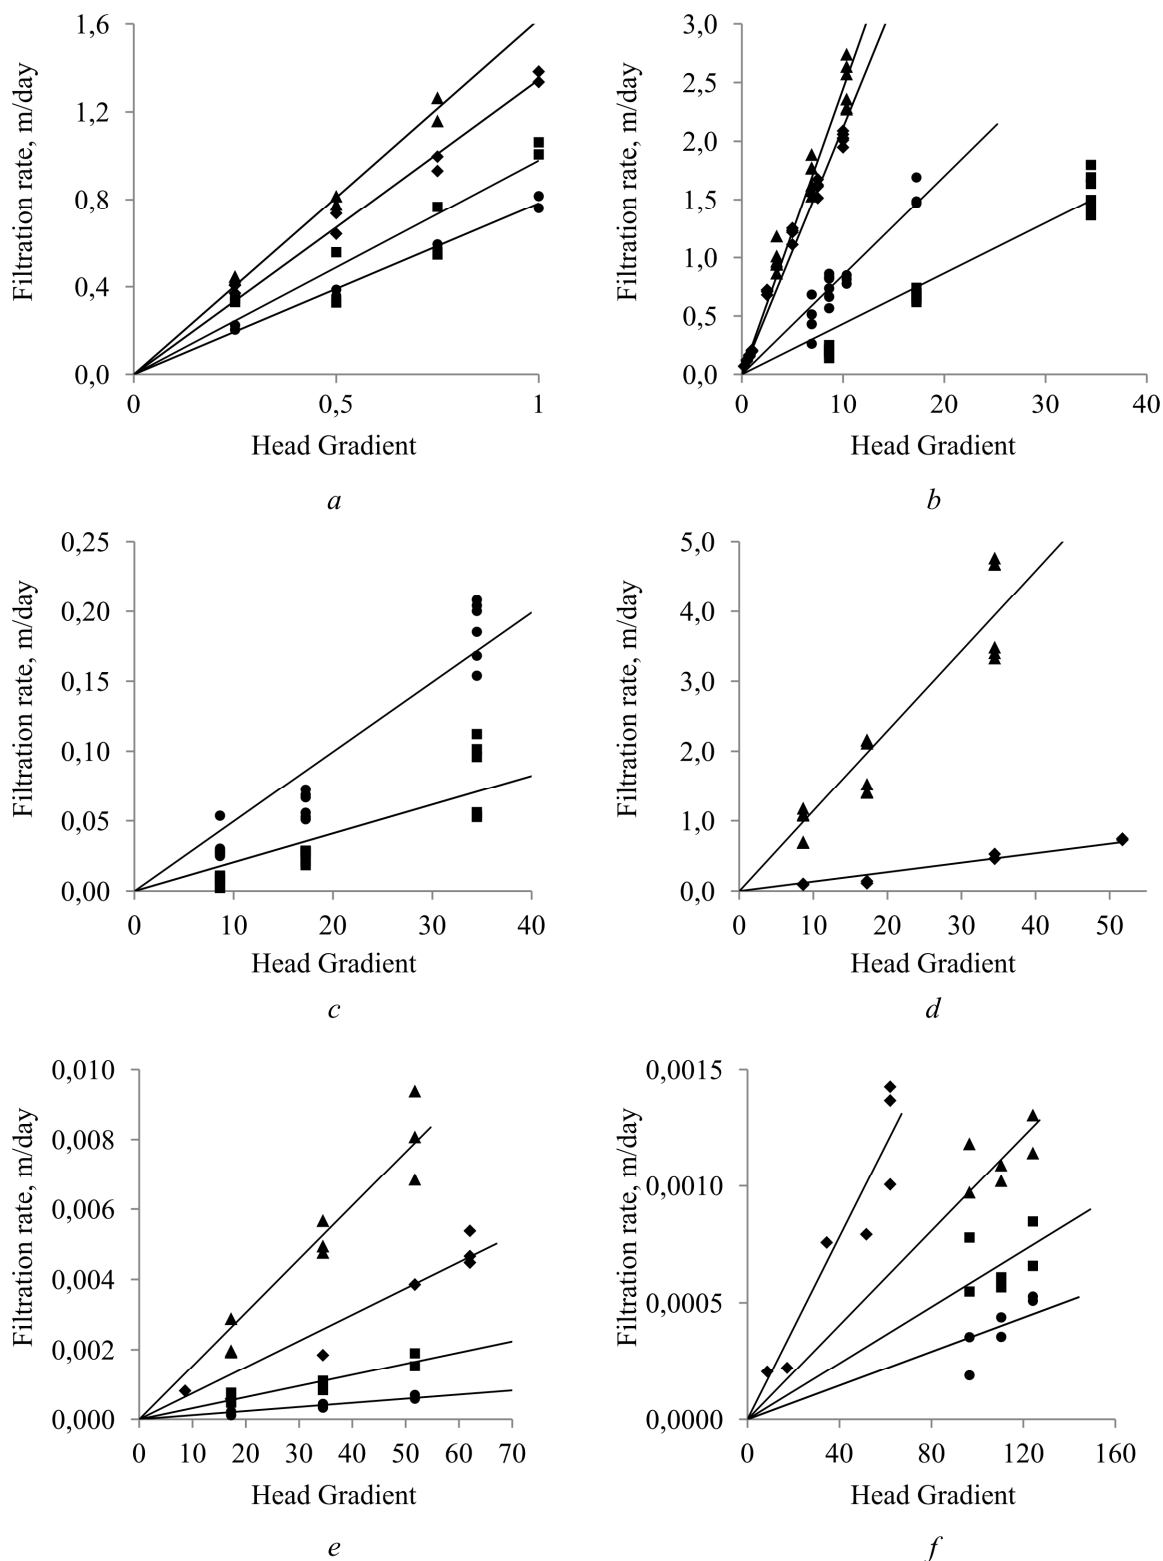 Filtration rate, m/day
1,6
1,2
0,8
0,4
0,0
0 0,5 1
Head Gradient
a
Filtration rate, m/day
3,0
2,5
2,0
1,5
1,0
0,5
0,0
0 10 20 30 40
Head Gradient
b
Filtration rate, m/day
0,25
0,20
0,15
0,10
0,05
0,00
0 10 20 30 40
Head Gradient
c
Filtration rate, m/day
5,0
4,0
3,0
2,0
1,0
0,0
0 10 20 30 40 50
Head Gradient
d
Filtration rate, m/day
0,010
0,008
0,006
0,004
0,002
0,000
0 10 20 30 40 50 60 70
Head Gradient
e
Filtration rate, m/day
0,0015
0,0010
0,0005
0,0000
0 40 80 120 160
Head Gradient
f